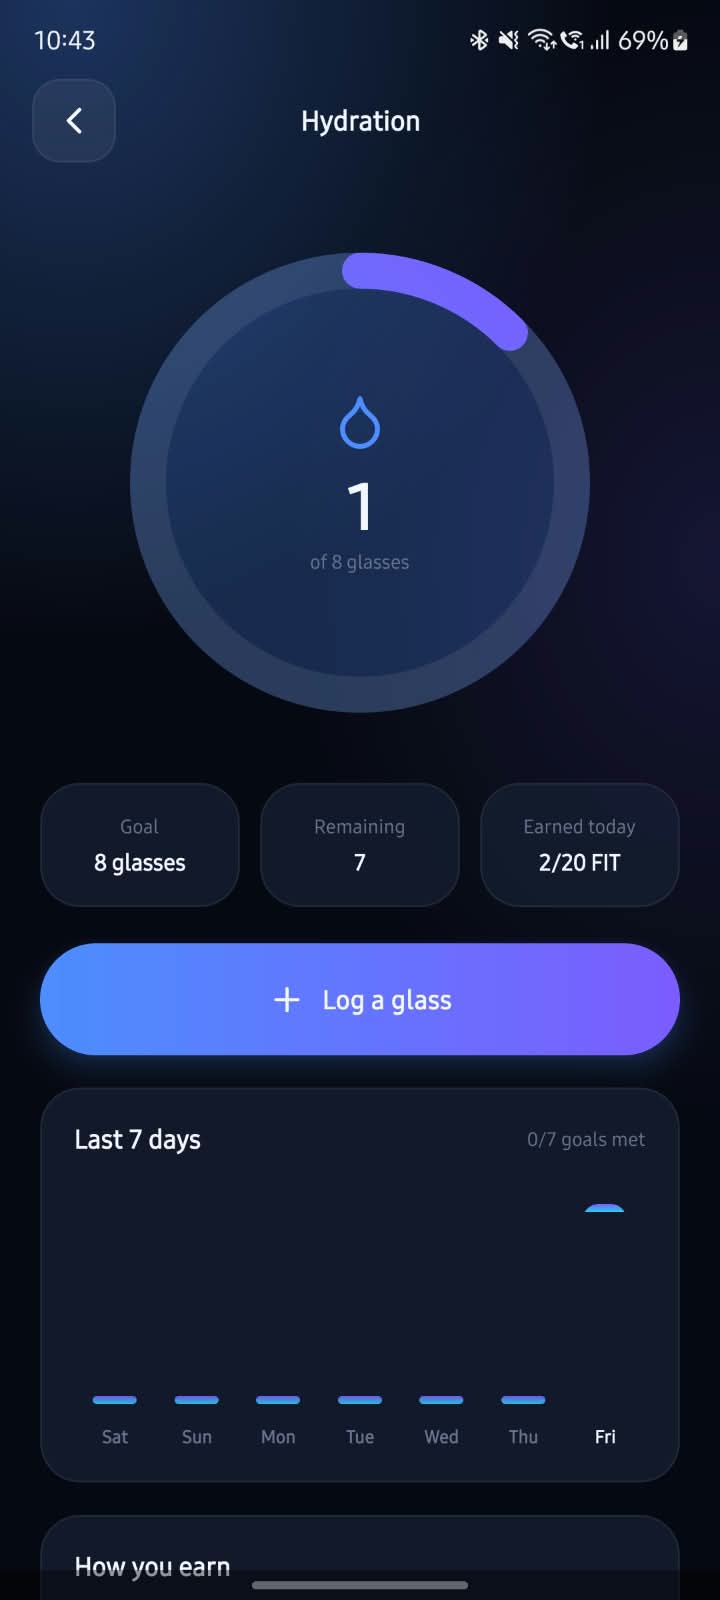 10:43
69%
Hydration
1
of 8 glasses
Goal
8 glasses
Remaining
7
Earned today
2/20 FIT
+ Log a glass
Last 7 days
0/7 goals met
Sat Sun Mon Tue Wed Thu Fri
How you earn